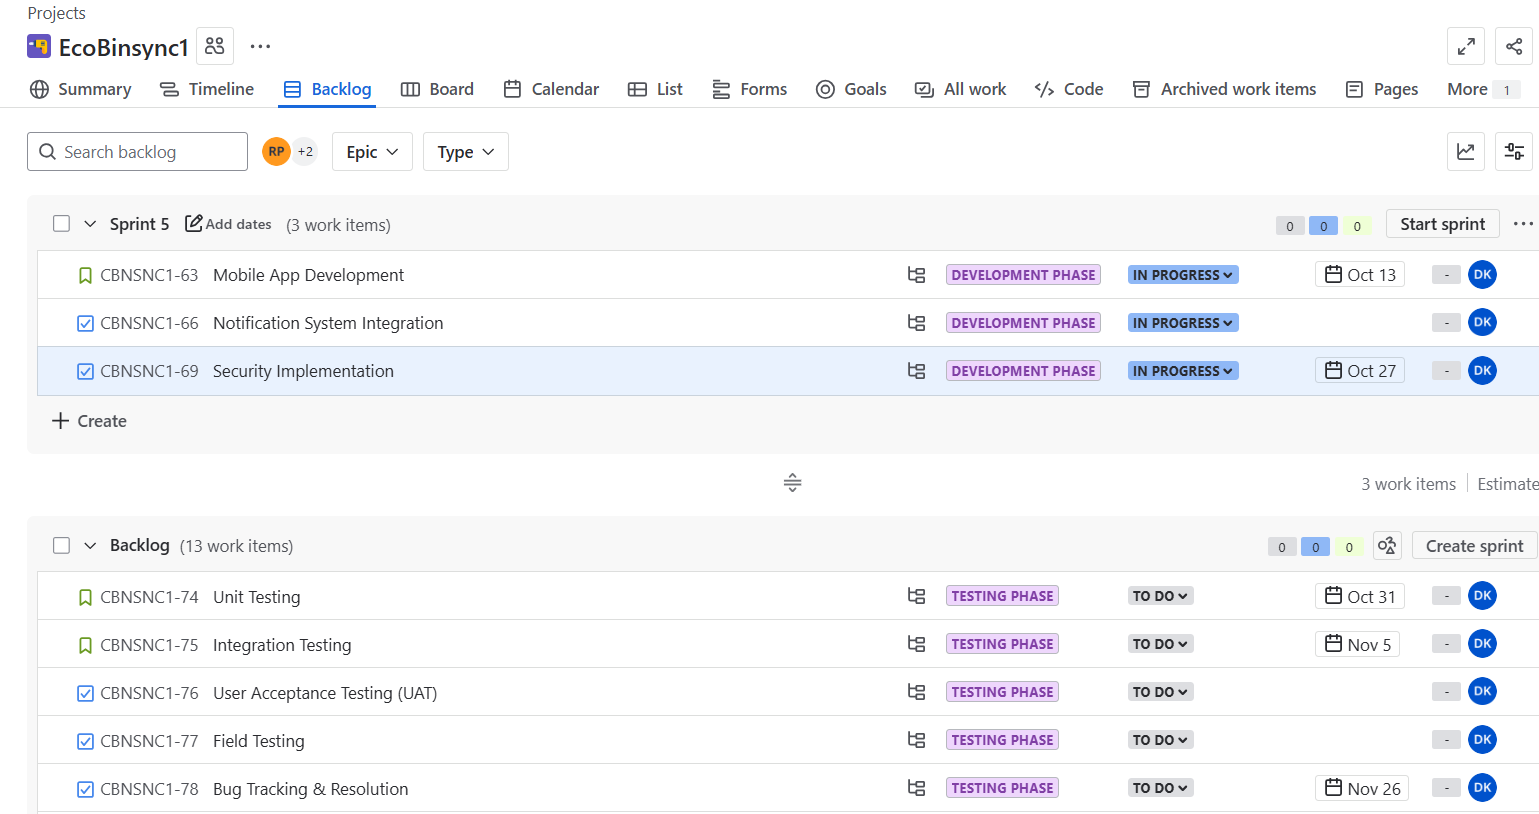 Projects
EcoBinsync1
Summary Timeline Backlog Board Calendar List Forms Goals All work Code Archived work items Pages More 1
Search backlog RP +2 Epic Type
Sprint 5 Add dates (3 work items) 0 0 0 Start sprint
CBNSNC1-63 Mobile App Development DEVELOPMENT PHASE IN PROGRESS Oct 13 - DK
CBNSNC1-66 Notification System Integration DEVELOPMENT PHASE IN PROGRESS - DK
CBNSNC1-69 Security Implementation DEVELOPMENT PHASE IN PROGRESS Oct 27 - DK
Create
3 work items Estimate
Backlog (13 work items) 0 0 0 Create sprint
CBNSNC1-74 Unit Testing TESTING PHASE TO DO Oct 31 - DK
CBNSNC1-75 Integration Testing TESTING PHASE TO DO Nov 5 - DK
CBNSNC1-76 User Acceptance Testing (UAT) TESTING PHASE TO DO - DK
CBNSNC1-77 Field Testing TESTING PHASE TO DO - DK
CBNSNC1-78 Bug Tracking & Resolution TESTING PHASE TO DO Nov 26 - DK